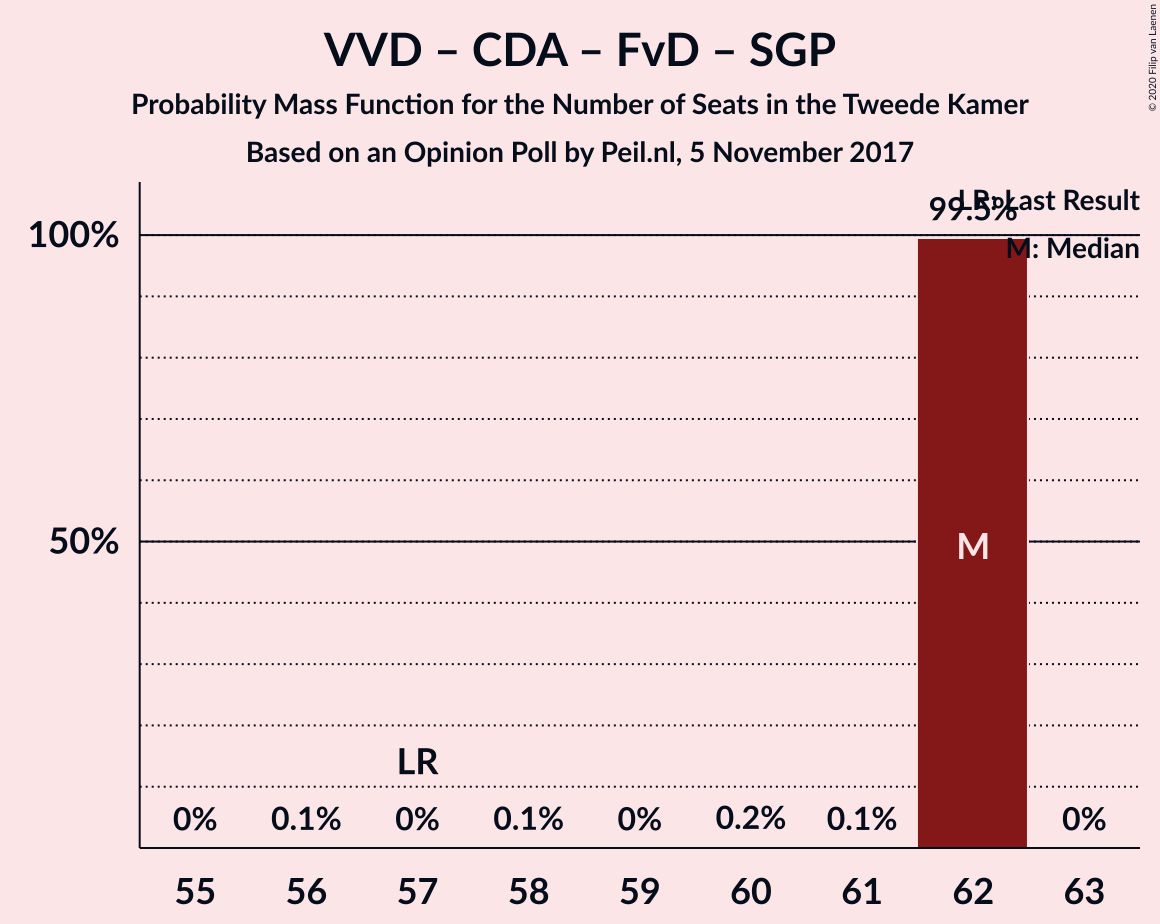 VVD – CDA – FvD – SGP
Probability Mass Function for the Number of Seats in the Tweede Kamer
Based on an Opinion Poll by Peil.nl, 5 November 2017
© 2020 Filip van Laenen
LR: Last Result
M: Median
99.5%
100%
50%
M
LR
0% 0.1% 0% 0.1% 0% 0.2% 0.1% 0%
55 56 57 58 59 60 61 62 63